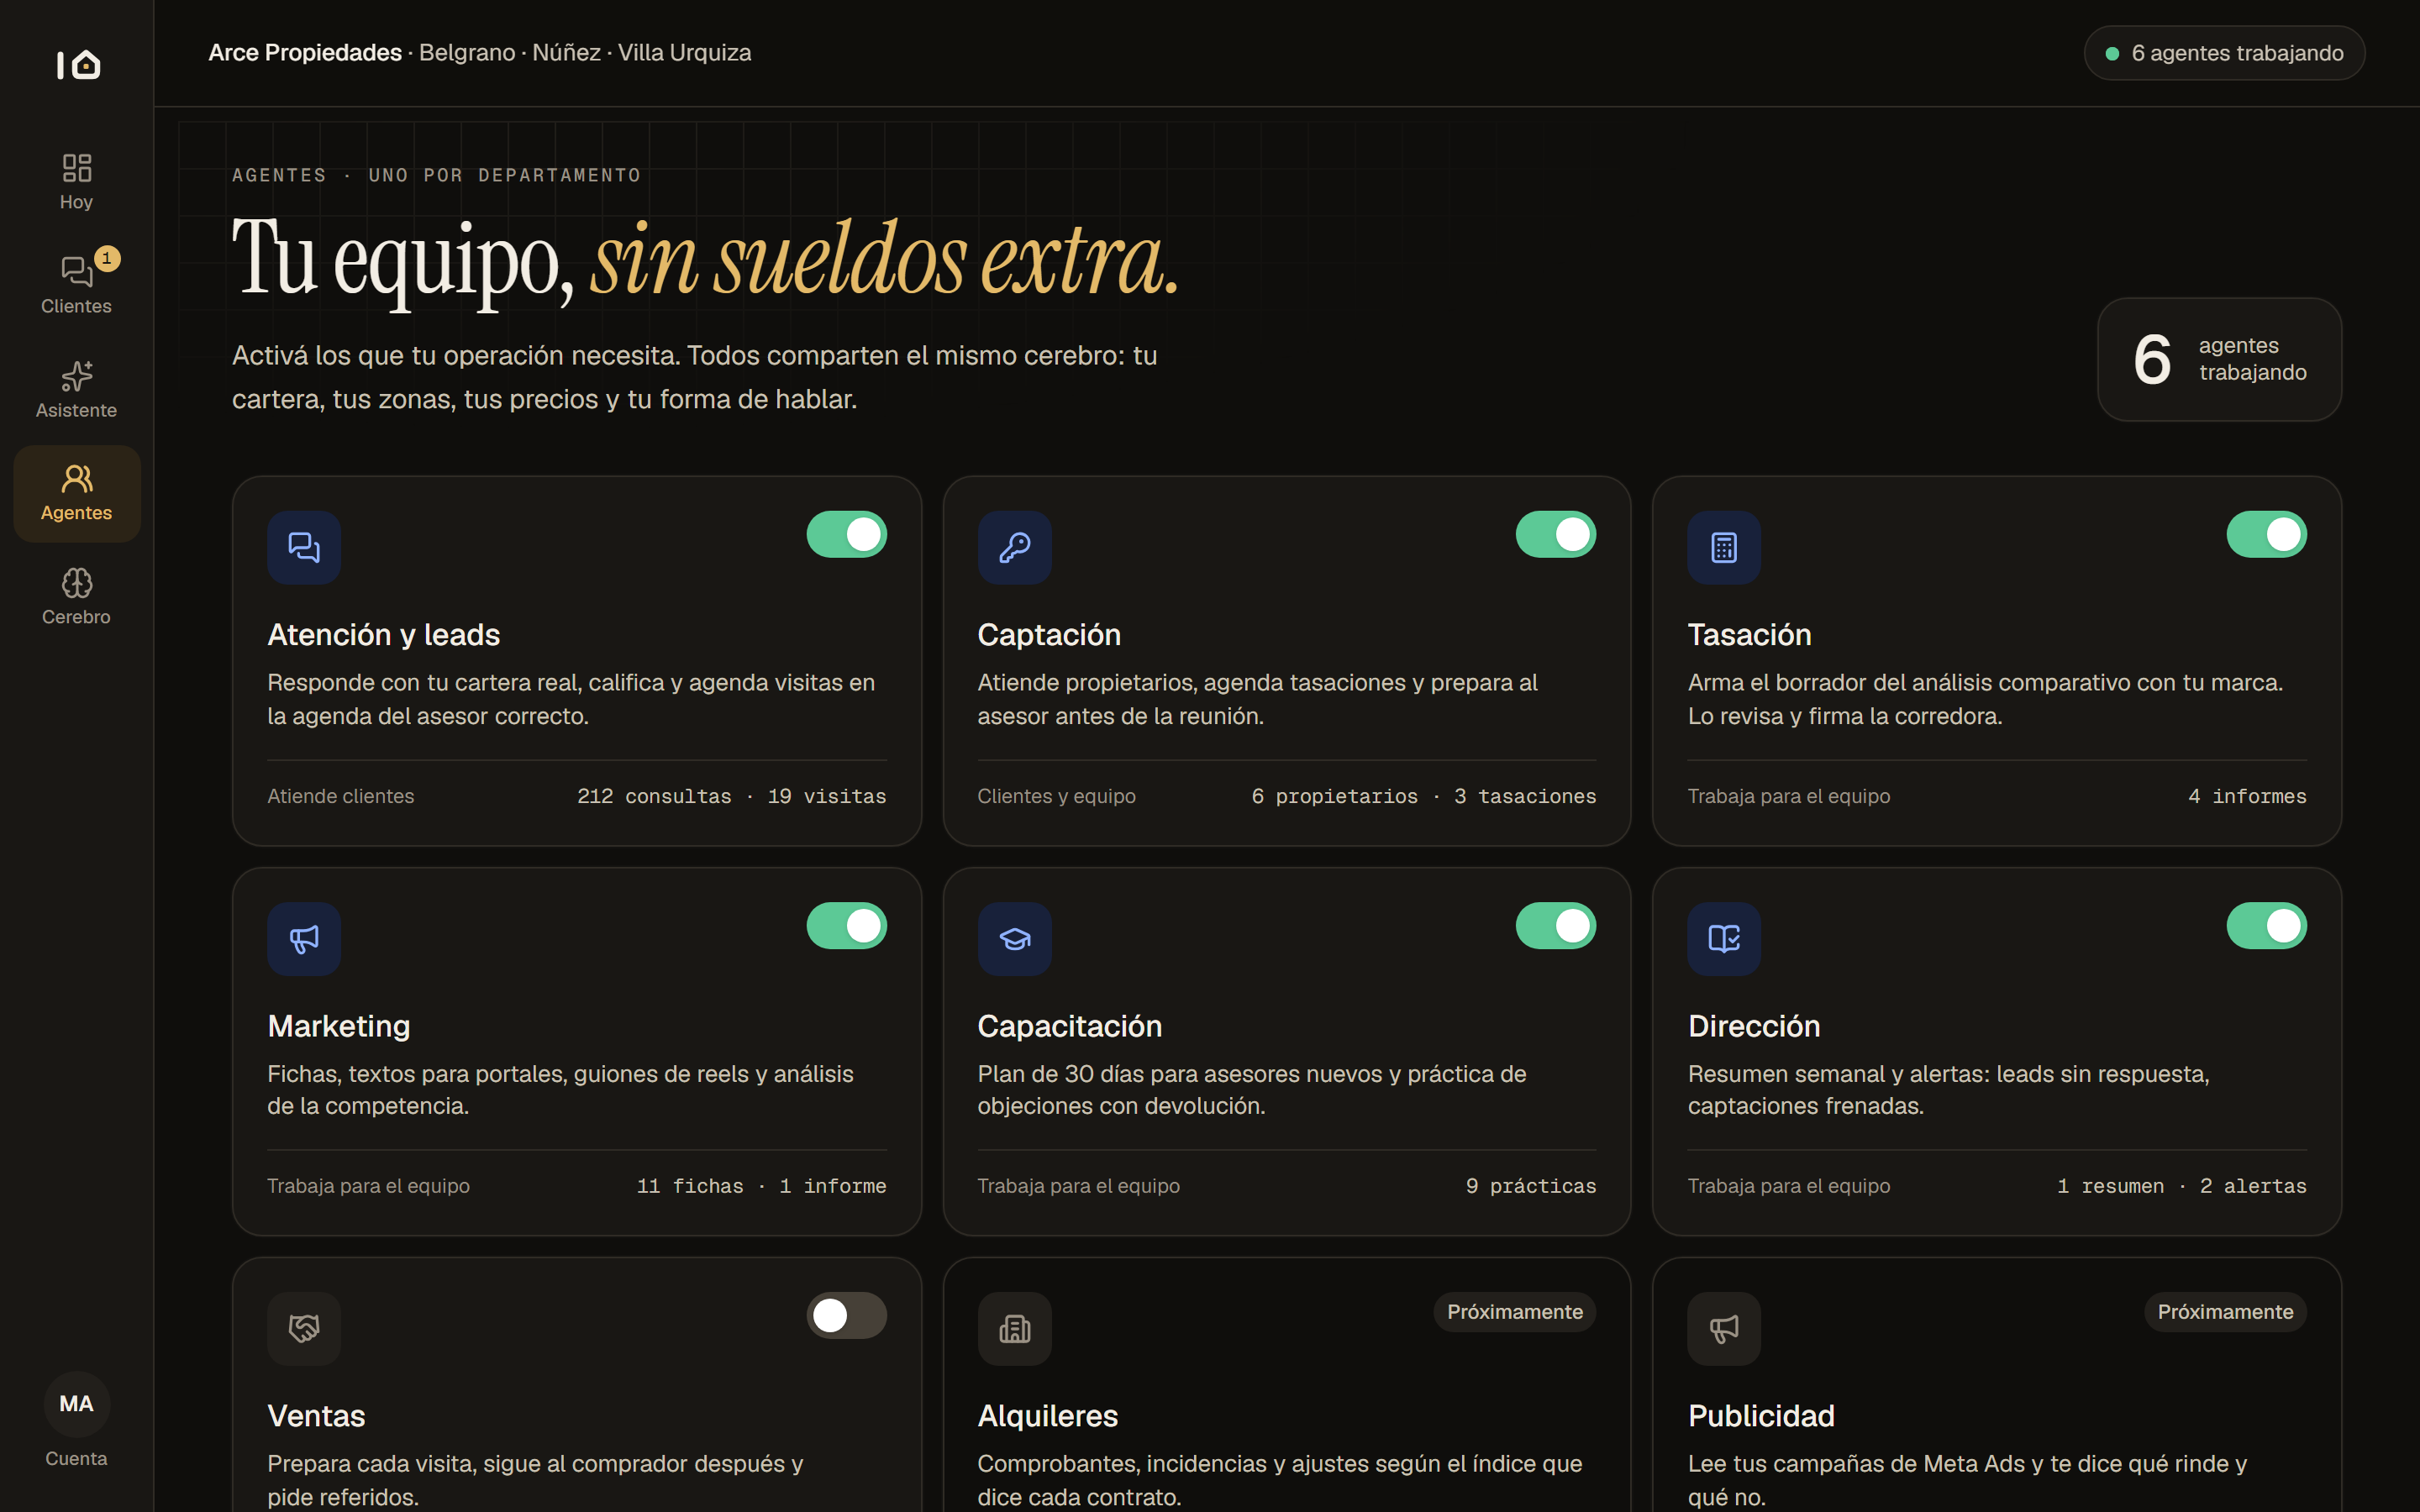 Arce Propiedades · Belgrano · Núñez · Villa Urquiza
6 agentes trabajando
Hoy
1
Clientes
Asistente
Agentes
Cerebro
MA
Cuenta
AGENTES · UNO POR DEPARTAMENTO
Tu equipo, sin sueldos extra.
Activá los que tu operación necesita. Todos comparten el mismo cerebro: tu
cartera, tus zonas, tus precios y tu forma de hablar.
6
agentes
trabajando
Atención y leads
Responde con tu cartera real, califica y agenda visitas en
la agenda del asesor correcto.
Atiende clientes
212 consultas · 19 visitas
Captación
Atiende propietarios, agenda tasaciones y prepara al
asesor antes de la reunión.
Clientes y equipo
6 propietarios · 3 tasaciones
Tasación
Arma el borrador del análisis comparativo con tu marca.
Lo revisa y firma la corredora.
Trabaja para el equipo
4 informes
Marketing
Fichas, textos para portales, guiones de reels y análisis
de la competencia.
Trabaja para el equipo
11 fichas · 1 informe
Capacitación
Plan de 30 días para asesores nuevos y práctica de
objeciones con devolución.
Trabaja para el equipo
9 prácticas
Dirección
Resumen semanal y alertas: leads sin respuesta,
captaciones frenadas.
Trabaja para el equipo
1 resumen · 2 alertas
Ventas
Prepara cada visita, sigue al comprador después y
pide referidos.
Próximamente
Alquileres
Comprobantes, incidencias y ajustes según el índice que
dice cada contrato.
Próximamente
Publicidad
Lee tus campañas de Meta Ads y te dice qué rinde y
qué no.